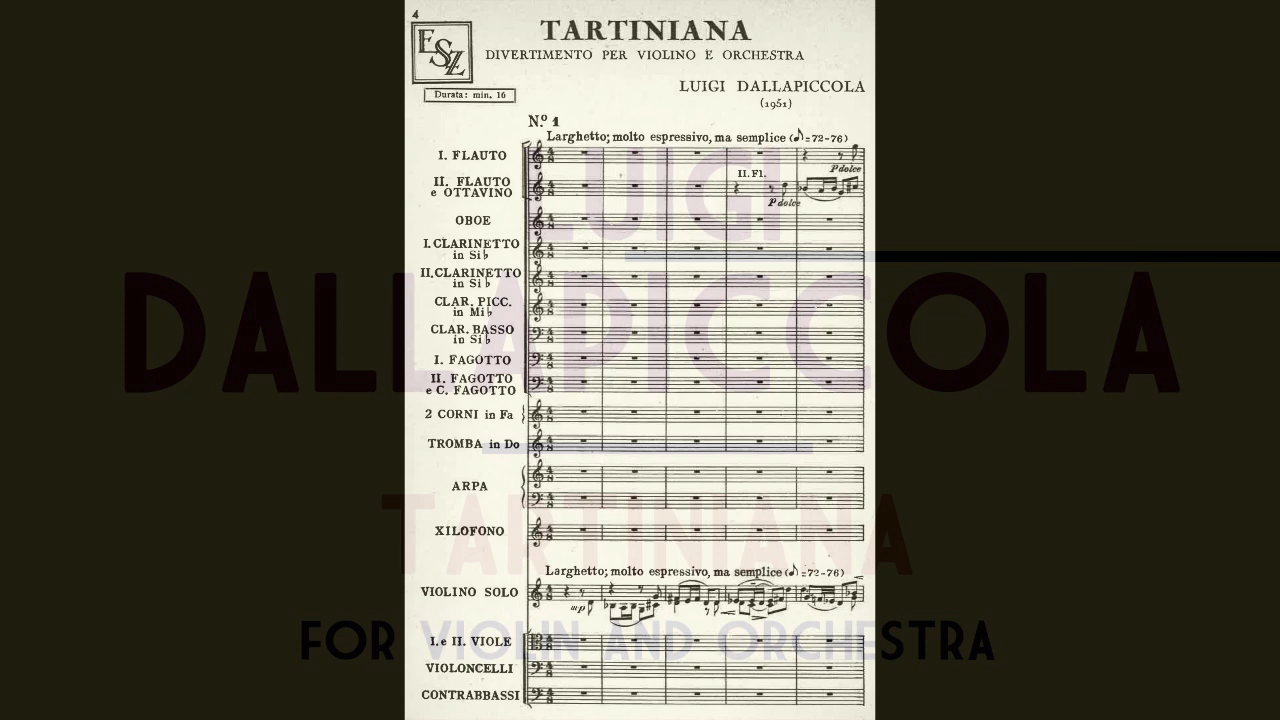 4
ESZ
TARTINIANA
DIVERTIMENTO PER VIOLINO E ORCHESTRA
Durata: min. 16
LUIGI DALLAPICCOLA
(1951)
N.º 1
Larghetto; molto espressivo, ma semplice (♪=72-76)
I. FLAUTO
P dolce
II. FLAUTO
e OTTAVINO
II. Fl.
P dolce
OBOE
I. CLARINETTO
in Si♭
II. CLARINETTO
in Si♭
CLAR. PICC.
in Mi♭
CLAR. BASSO
in Si♭
I. FAGOTTO
II. FAGOTTO
e C. FAGOTTO
2 CORNI in Fa
TROMBA in Do
ARPA
XILOFONO
Larghetto; molto espressivo, ma semplice (♪=72-76)
VIOLINO SOLO
mp
I. e II. VIOLE
VIOLONCELLI
CONTRABBASSI
LUIGI
DALLAPICCOLA
TARTINIANA
FOR VIOLIN AND ORCHESTRA